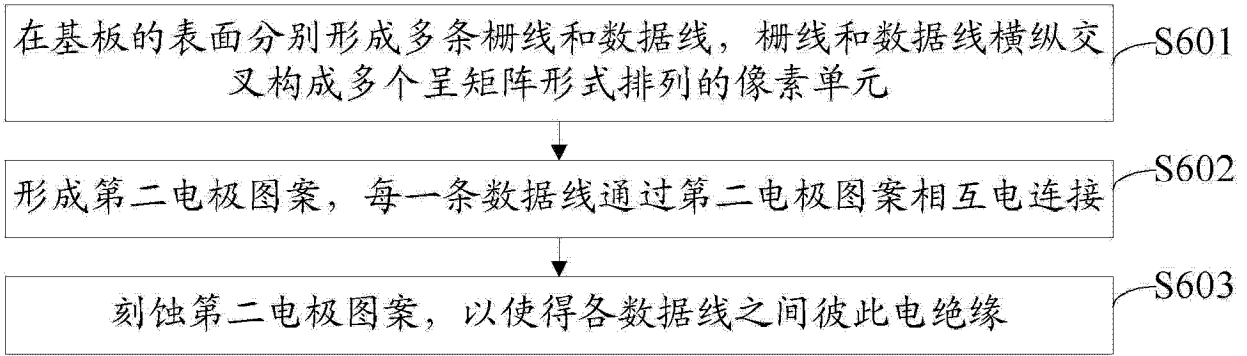 在基板的表面分别形成多条栅线和数据线，栅线和数据线横纵交
叉构成多个呈矩阵形式排列的像素单元
S601
形成第二电极图案，每一条数据线通过第二电极图案相互电连接
S602
刻蚀第二电极图案，以使得各数据线之间彼此电绝缘
S603